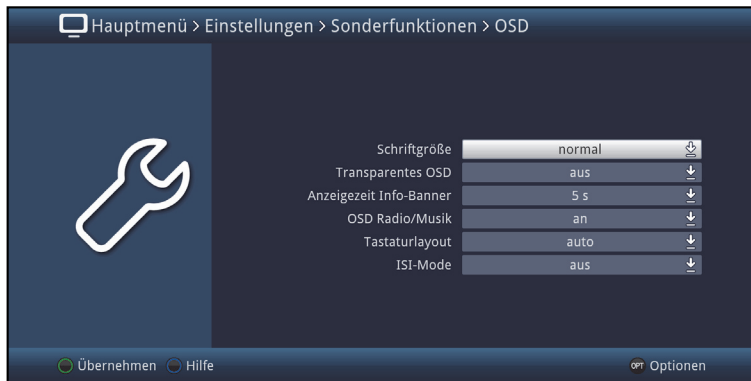 Hauptmenü > Einstellungen > Sonderfunktionen > OSD
Schriftgröße normal
Transparentes OSD aus
Anzeigezeit Info-Banner 5 s
OSD Radio/Musik an
Tastaturlayout auto
ISI-Mode aus
Übernehmen Hilfe OPT Optionen